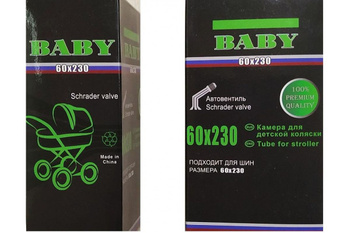 BABY
60x230
Schrader valve
Made in
China
BABY
60x230
100%
PREMIUM
QUALITY
Автовентиль
Schrader valve
60x230
Камера для
детской коляски
Tube for stroller
ПОДХОДИТ ДЛЯ ШИН
РАЗМЕРА 60x230